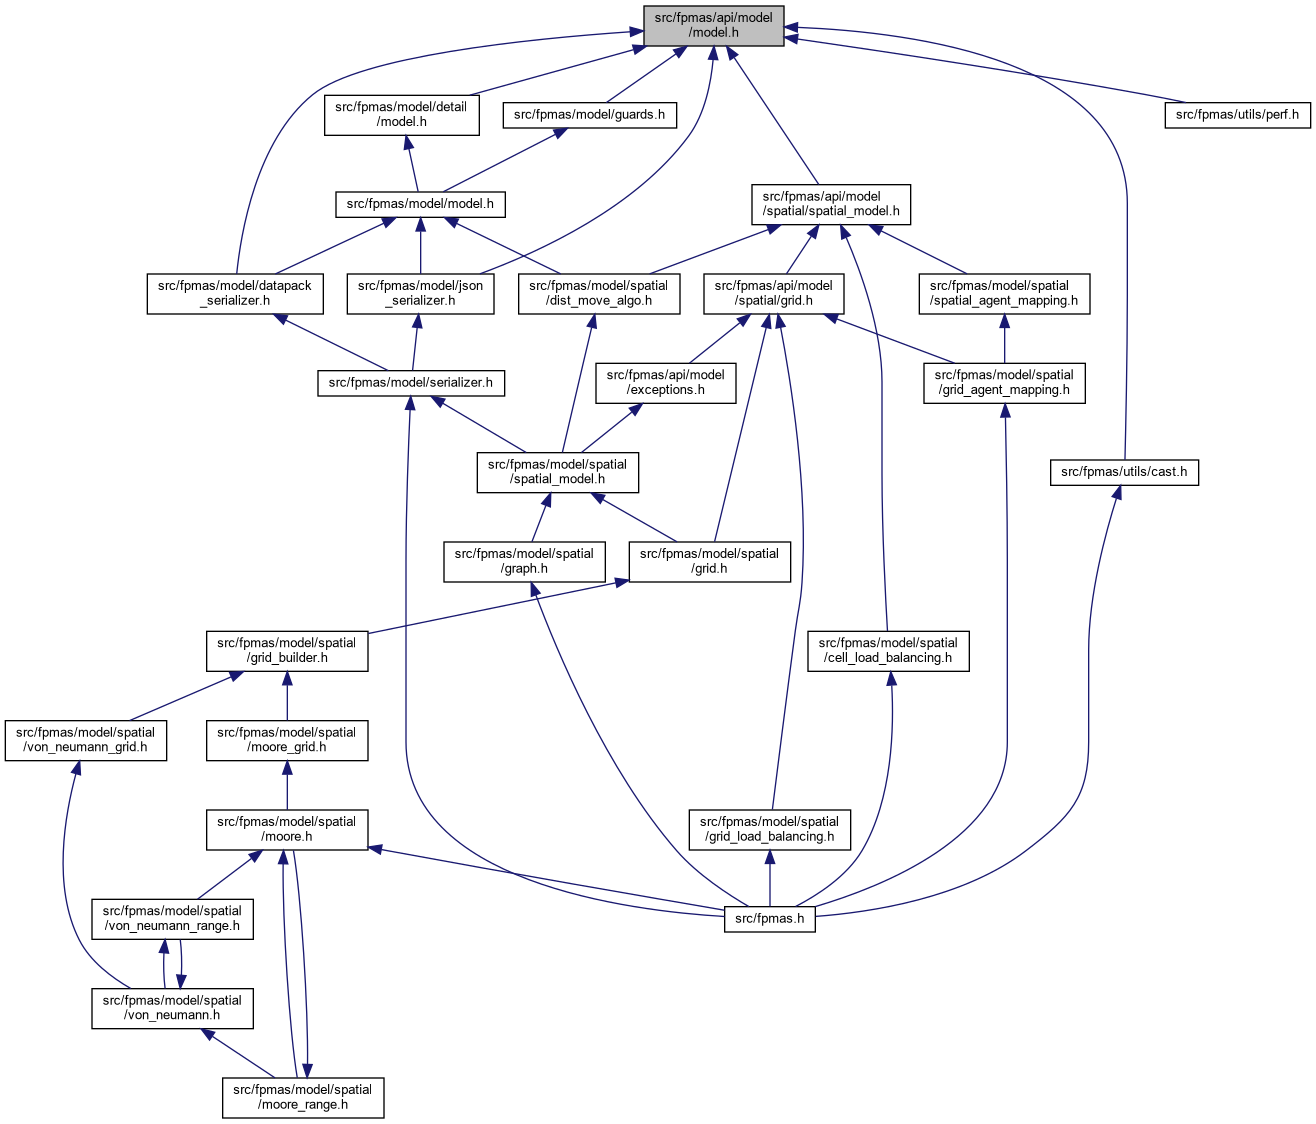 src/fpmas/api/model
/model.h
src/fpmas/model/detail
/model.h
src/fpmas/model/guards.h
src/fpmas/utils/perf.h
src/fpmas/model/model.h
src/fpmas/api/model
/spatial/spatial_model.h
src/fpmas/model/datapack
_serializer.h
src/fpmas/model/json
_serializer.h
src/fpmas/model/spatial
/dist_move_algo.h
src/fpmas/api/model
/spatial/grid.h
src/fpmas/model/spatial
/spatial_agent_mapping.h
src/fpmas/model/serializer.h
src/fpmas/api/model
/exceptions.h
src/fpmas/model/spatial
/grid_agent_mapping.h
src/fpmas/model/spatial
/spatial_model.h
src/fpmas/utils/cast.h
src/fpmas/model/spatial
/graph.h
src/fpmas/model/spatial
/grid.h
src/fpmas/model/spatial
/grid_builder.h
src/fpmas/model/spatial
/cell_load_balancing.h
src/fpmas/model/spatial
/von_neumann_grid.h
src/fpmas/model/spatial
/moore_grid.h
src/fpmas/model/spatial
/moore.h
src/fpmas/model/spatial
/grid_load_balancing.h
src/fpmas/model/spatial
/von_neumann_range.h
src/fpmas.h
src/fpmas/model/spatial
/von_neumann.h
src/fpmas/model/spatial
/moore_range.h